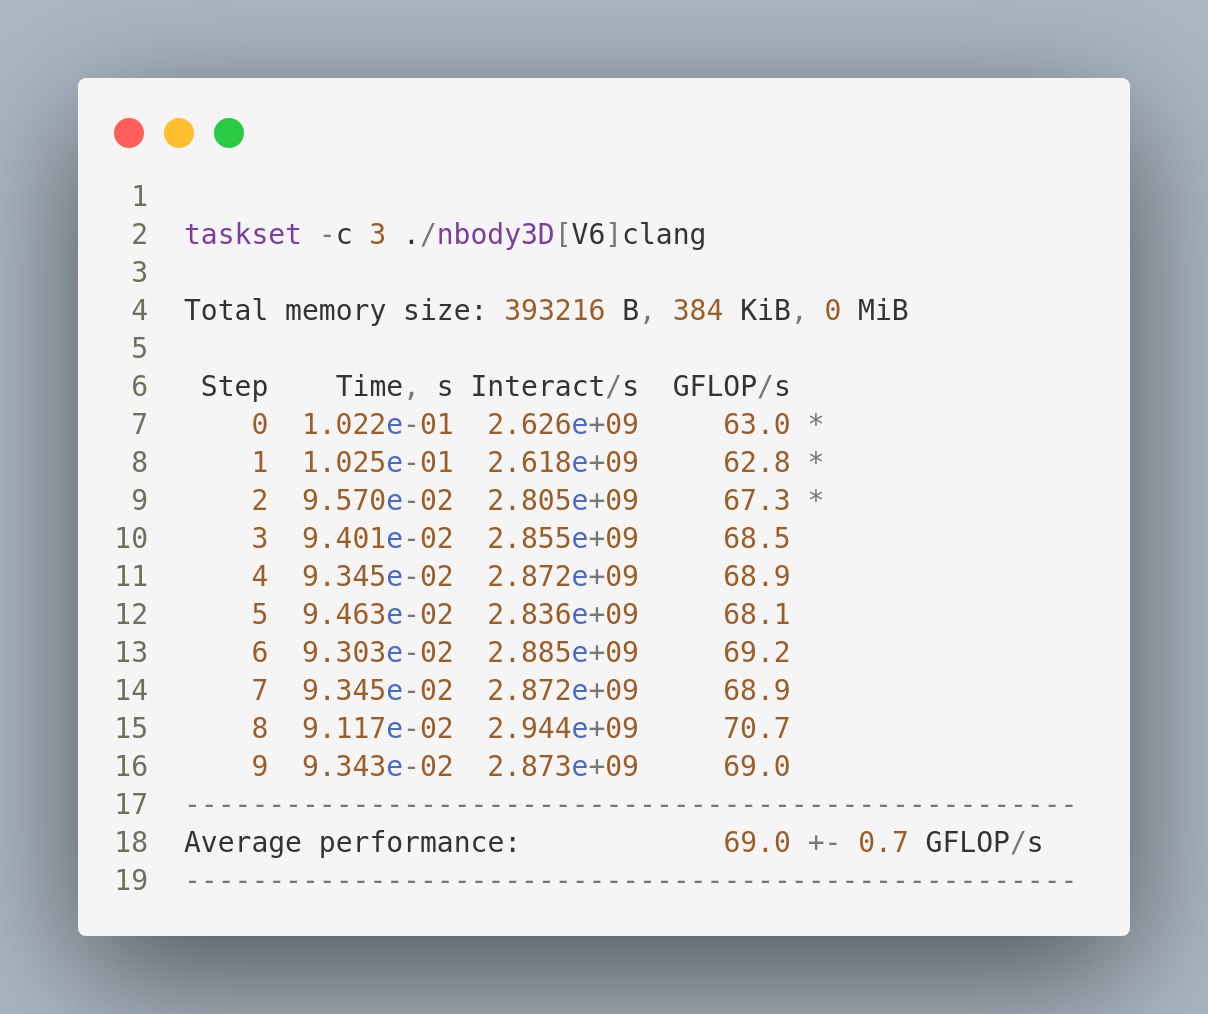 1
2 taskset -c 3 ./nbody3D[V6]clang
3
4 Total memory size: 393216 B, 384 KiB, 0 MiB
5
6  Step    Time, s Interact/s  GFLOP/s
7     0  1.022e-01  2.626e+09     63.0 *
8     1  1.025e-01  2.618e+09     62.8 *
9     2  9.570e-02  2.805e+09     67.3 *
10     3  9.401e-02  2.855e+09     68.5
11     4  9.345e-02  2.872e+09     68.9
12     5  9.463e-02  2.836e+09     68.1
13     6  9.303e-02  2.885e+09     69.2
14     7  9.345e-02  2.872e+09     68.9
15     8  9.117e-02  2.944e+09     70.7
16     9  9.343e-02  2.873e+09     69.0
17 -----------------------------------------------------
18 Average performance:            69.0 +- 0.7 GFLOP/s
19 -----------------------------------------------------